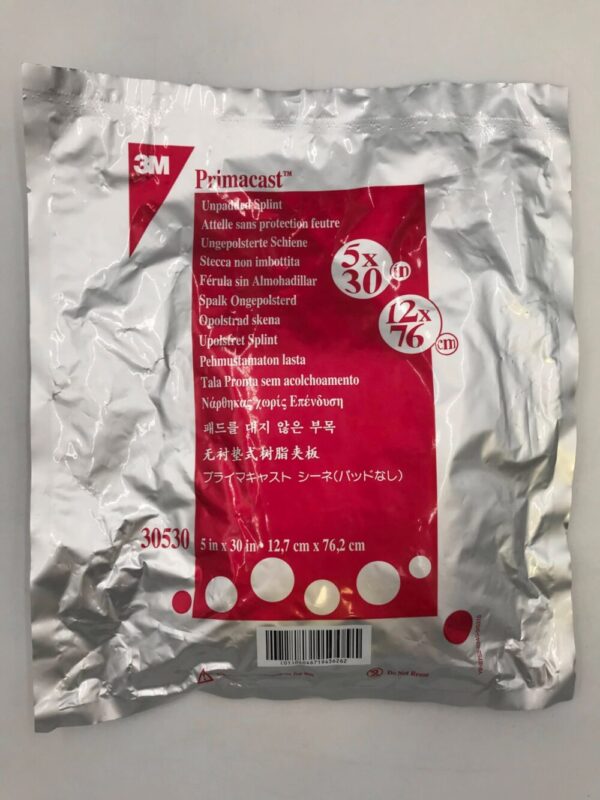 3M
Primacast™
Unpadded Splint
Attelle sans protection feutre
Ungepolsterte Schiene
Stecca non imbottita
Férula sin Almohadillar
Spalk Ongepolsterd
Opolstrad skena
Upolstret Splint
Pehmustamaton lasta
Tala Pronta sem acolchoamento
Νάρθηκας χωρίς Επένδυση
패드를 대지 않은 부목
无衬垫式树脂夹板
プライマキャスト シーネ(パッドなし)
5x
30 in
12x
76 cm
30530 5 in x 30 in • 12,7 cm x 76,2 cm
Do Not Reuse